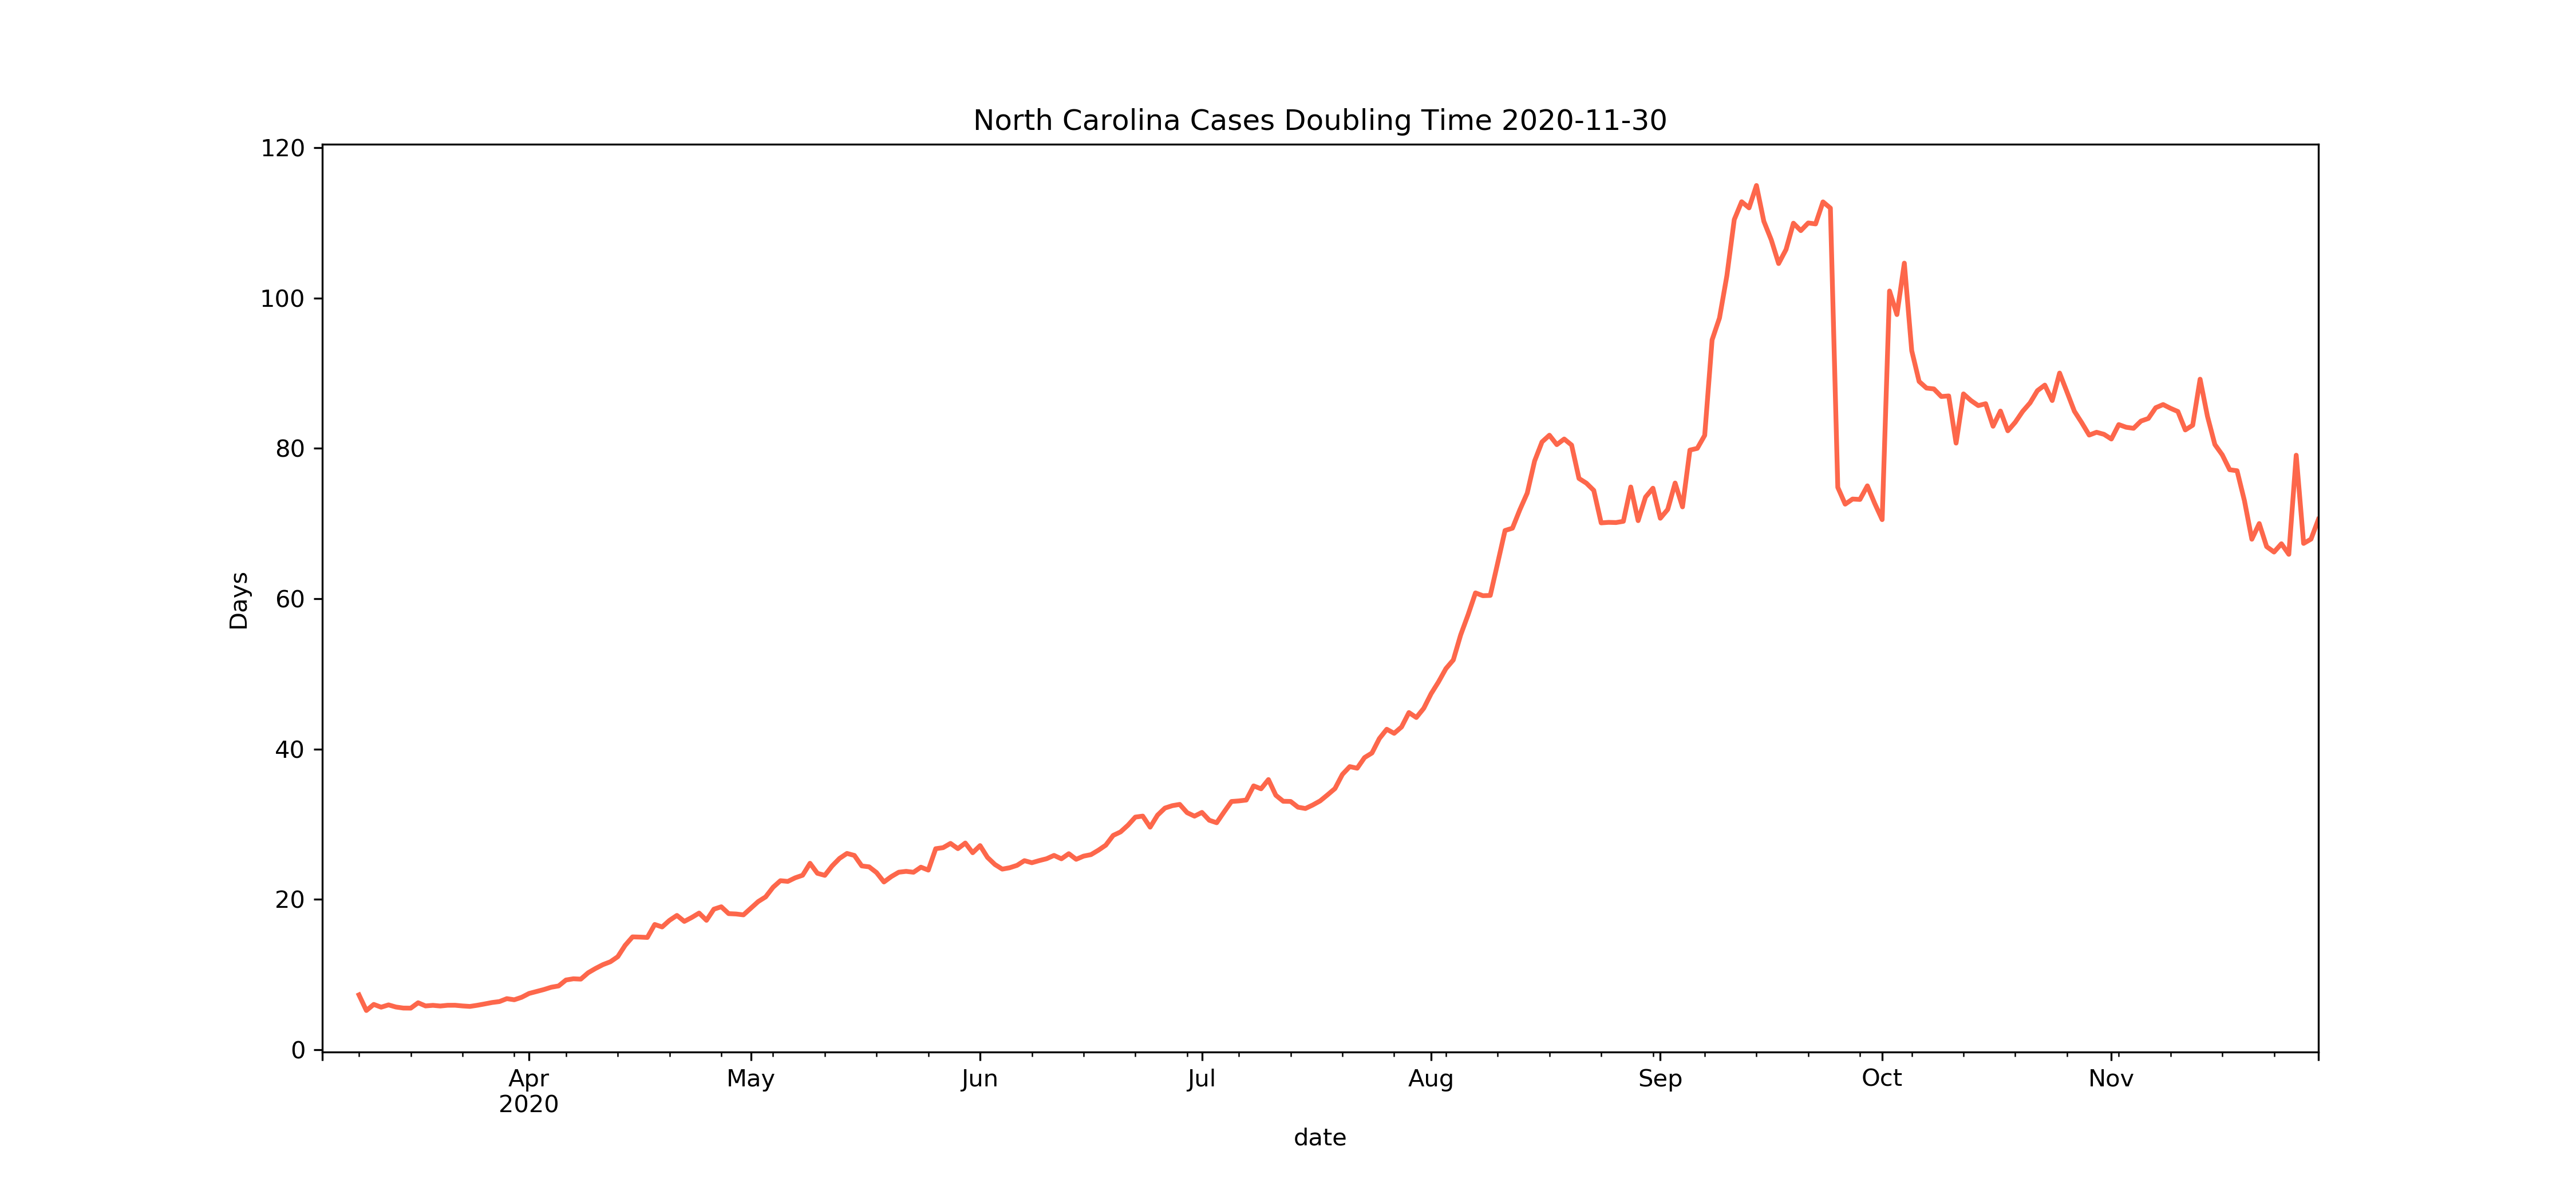 North Carolina Cases Doubling Time 2020-11-30
120
100
80
60
40
20
0
Days
Apr May Jun Jul Aug Sep Oct Nov
2020
date